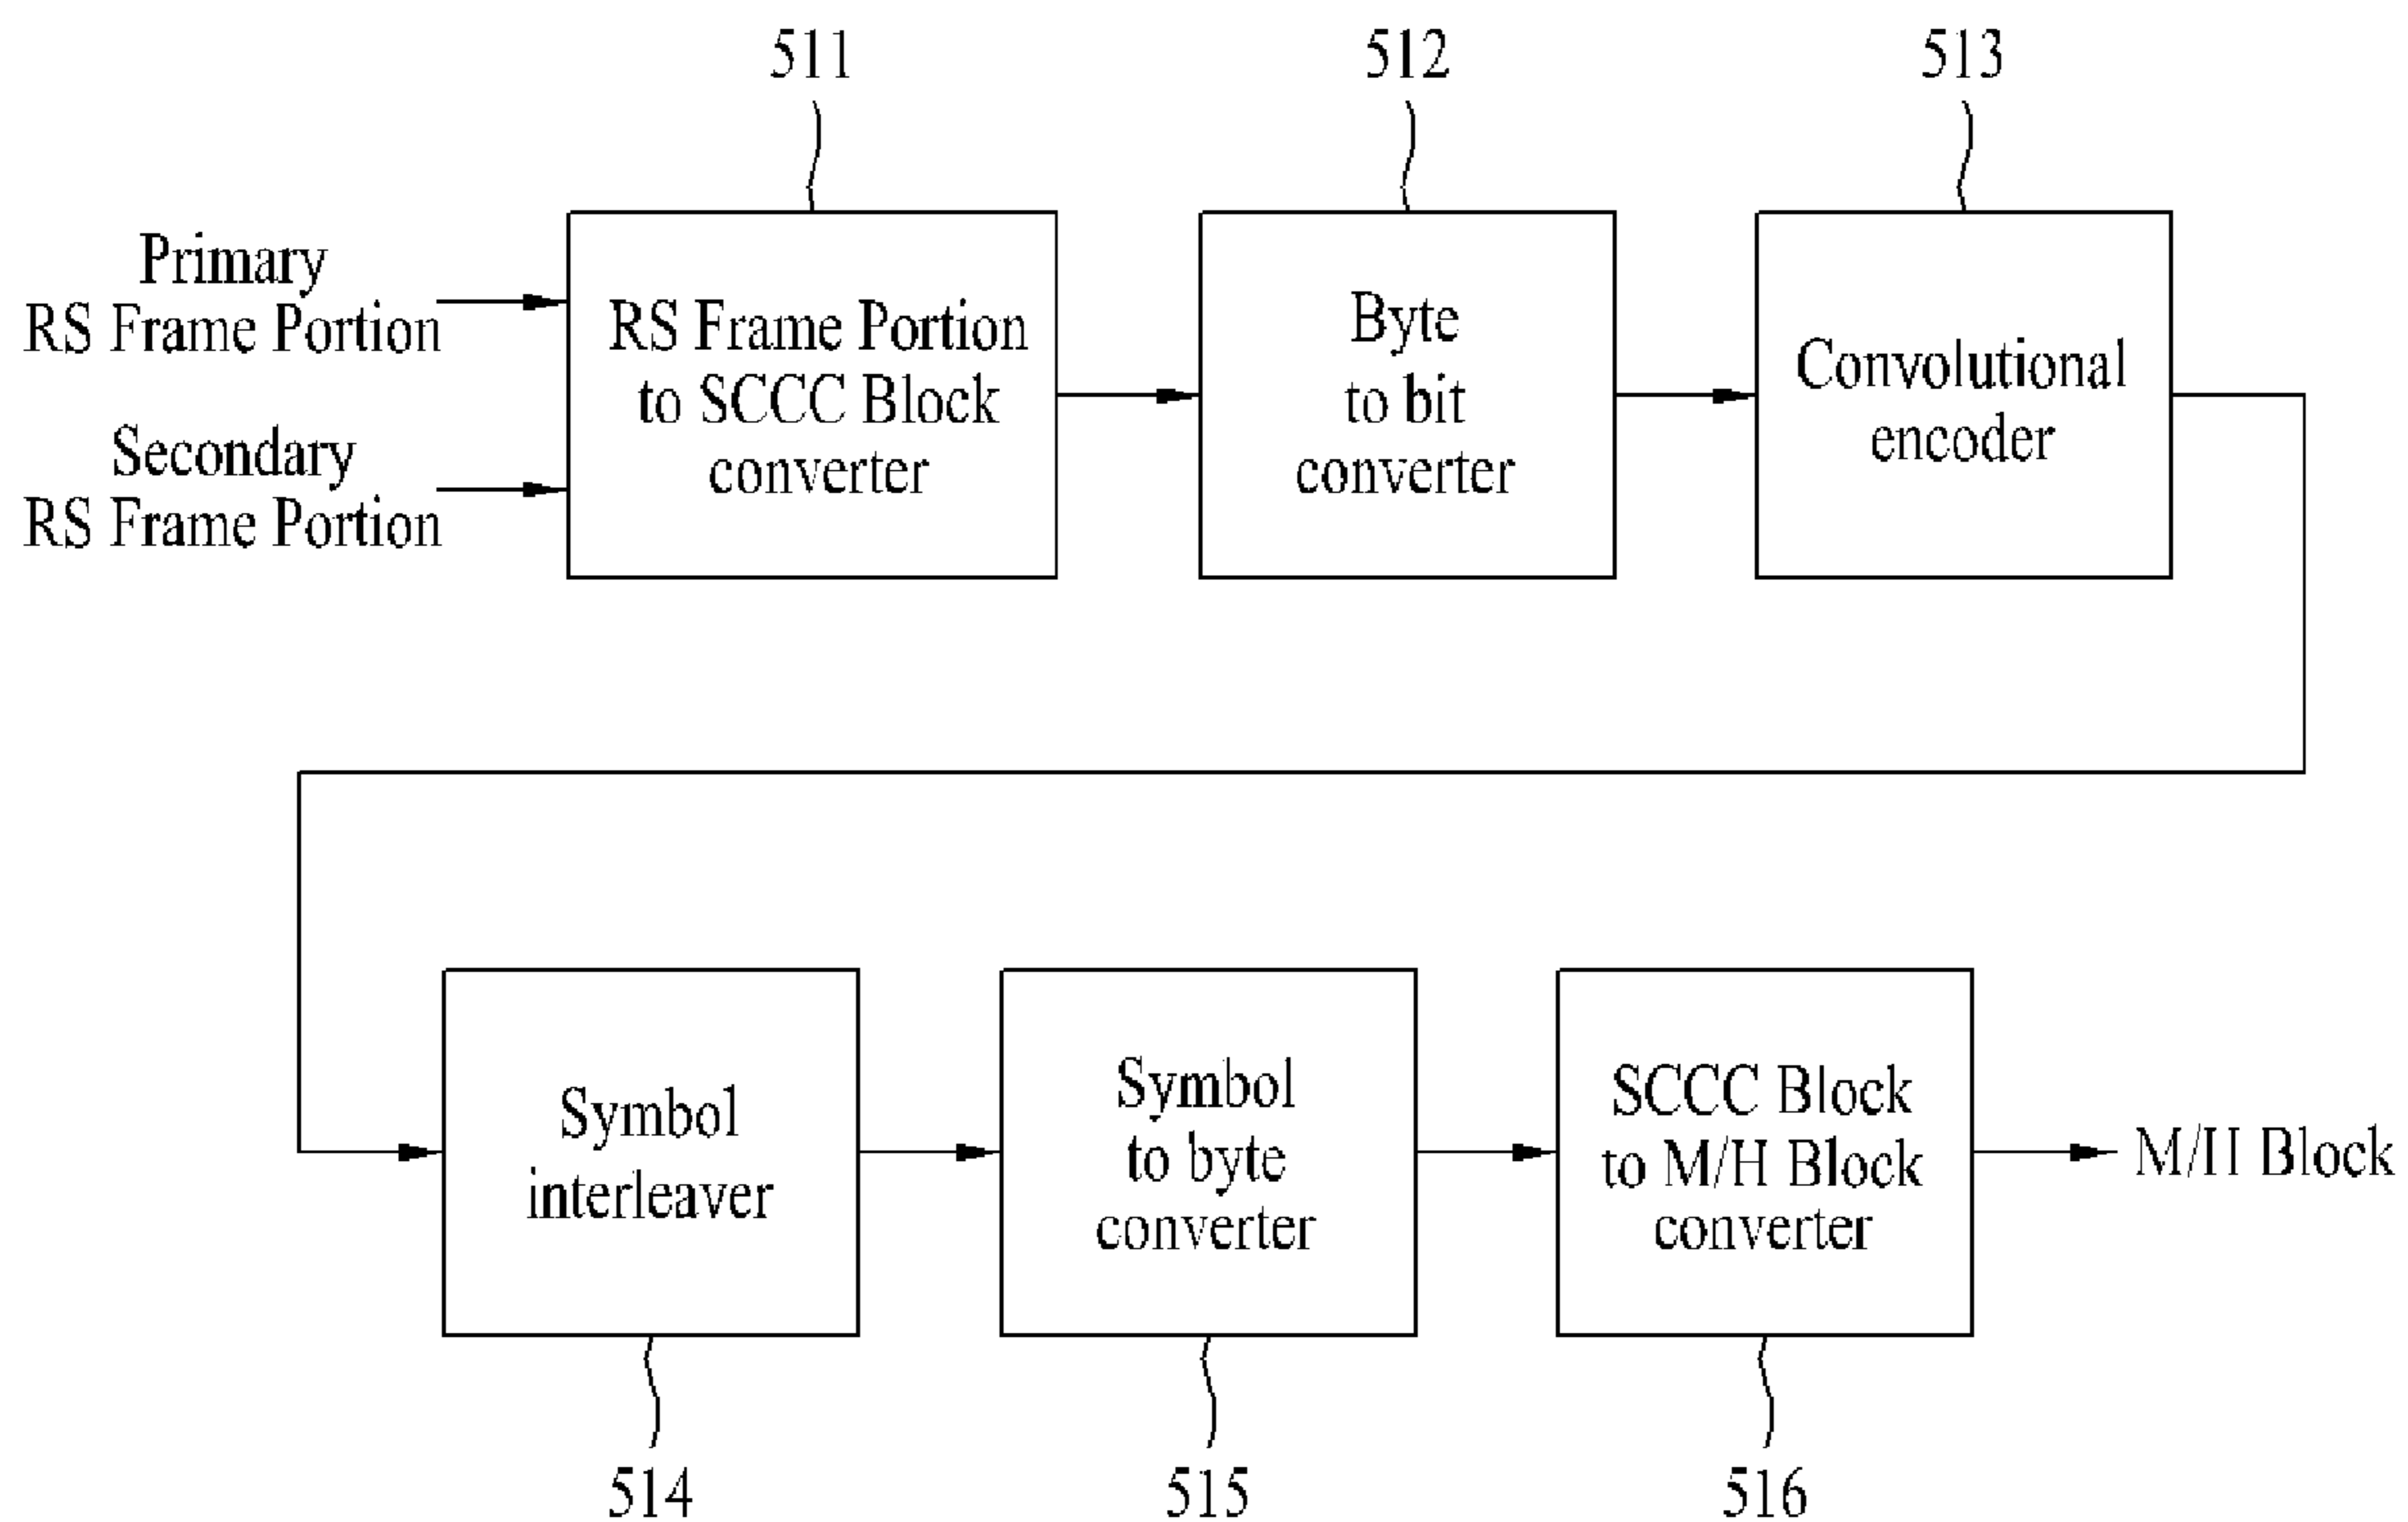 511
512
513
Primary
RS Frame Portion
Secondary
RS Frame Portion
RS Frame Portion
to SCCC Block
converter
Byte
to bit
converter
Convolutional
encoder
Symbol
interleaver
Symbol
to byte
converter
SCCC Block
to M/H Block
converter
M/H Block
514
515
516